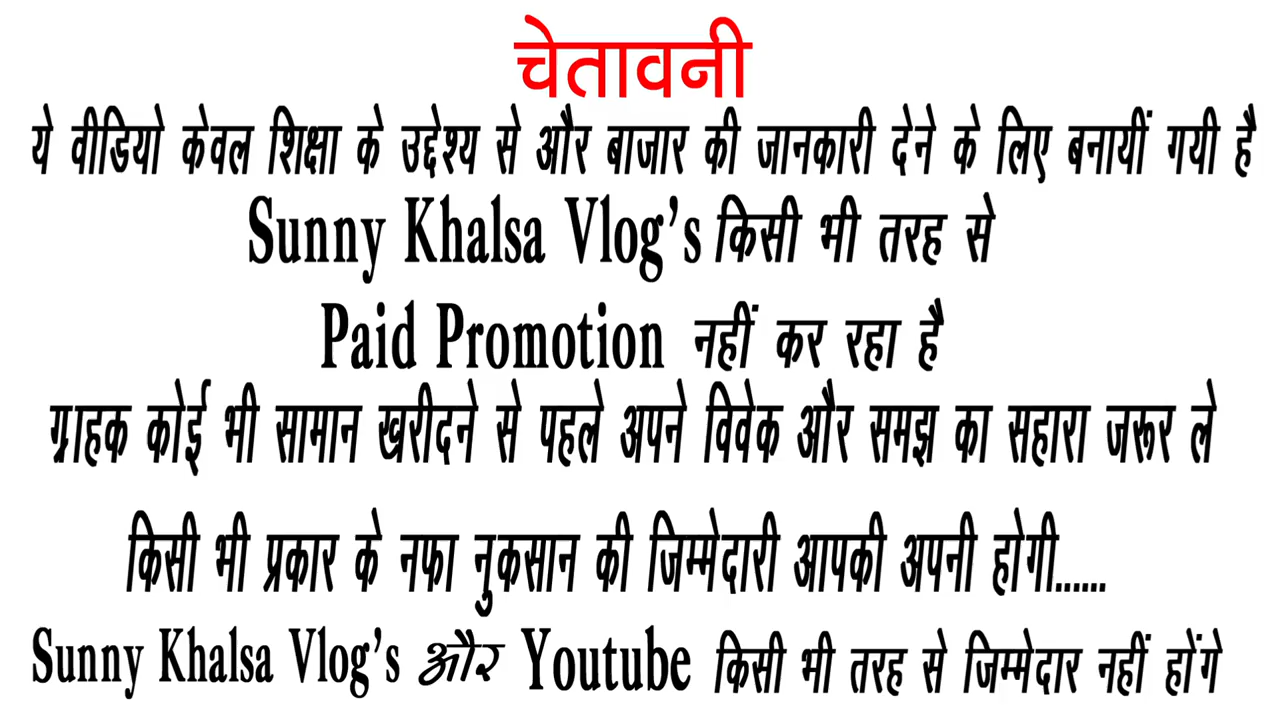 चेतावनी
ये वीडियो केवल शिक्षा के उद्देश्य से और बाजार की जानकारी देने के लिए बनायीं गयी है
Sunny Khalsa Vlog’s किसी भी तरह से
Paid Promotion नहीं कर रहा है
ग्राहक कोई भी सामान खरीदने से पहले अपने विवेक और समझ का सहारा जरूर ले
किसी भी प्रकार के नफा नुकसान की जिम्मेदारी आपकी अपनी होगी......
Sunny Khalsa Vlog’s और Youtube किसी भी तरह से जिम्मेदार नहीं होंगे